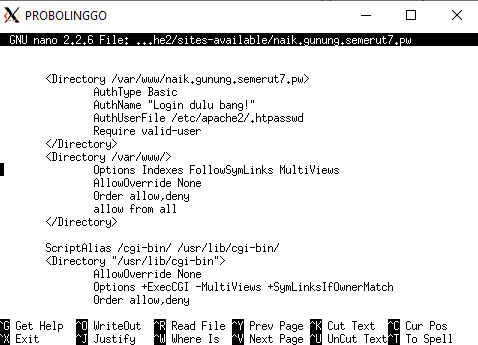 PROBOLINGGO
GNU nano 2.2.6 File: ...he2/sites-available/naik.gunung.semerut7.pw
<Directory /var/www/naik.gunung.semerut7.pw>
AuthType Basic
AuthName "Login dulu bang!"
AuthUserFile /etc/apache2/.htpasswd
Require valid-user
</Directory>
<Directory /var/www/>
Options Indexes FollowSymLinks MultiViews
AllowOverride None
Order allow,deny
allow from all
</Directory>
ScriptAlias /cgi-bin/ /usr/lib/cgi-bin/
<Directory "/usr/lib/cgi-bin">
AllowOverride None
Options +ExecCGI -MultiViews +SymLinksIfOwnerMatch
Order allow,deny
^G Get Help ^O WriteOut ^R Read File ^Y Prev Page ^K Cut Text ^C Cur Pos
^X Exit ^J Justify ^W Where Is ^V Next Page ^U UnCut Text ^T To Spell